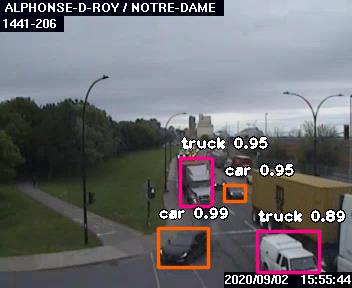 ALPHONSE-D-ROY / NOTRE-DAME
1441-206
truck 0.95
car 0.95
car 0.99
truck 0.89
2020/09/02 15:55:44